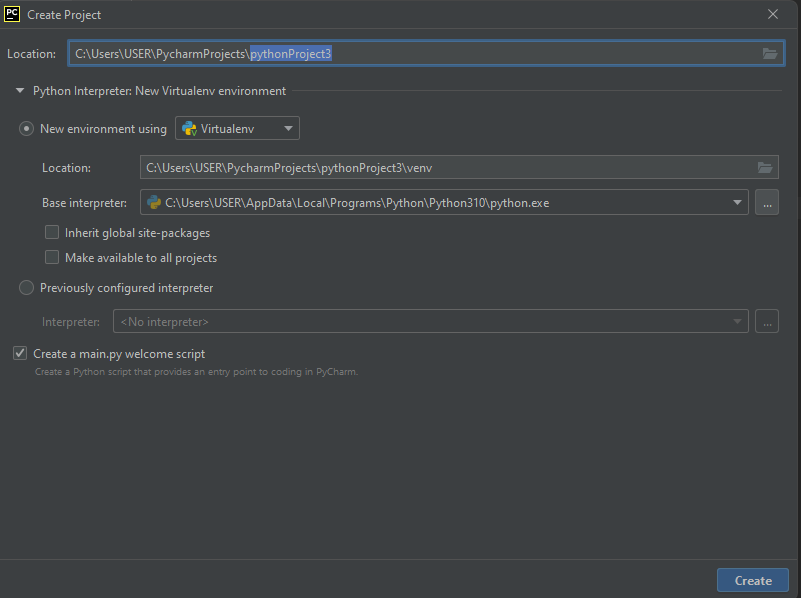 PC Create Project
Location: C:\Users\USER\PycharmProjects\pythonProject3
Python Interpreter: New Virtualenv environment
New environment using Virtualenv
Location: C:\Users\USER\PycharmProjects\pythonProject3\venv
Base interpreter: C:\Users\USER\AppData\Local\Programs\Python\Python310\python.exe ...
Inherit global site-packages
Make available to all projects
Previously configured interpreter
Interpreter: <No interpreter> ...
Create a main.py welcome script
Create a Python script that provides an entry point to coding in PyCharm.
Create